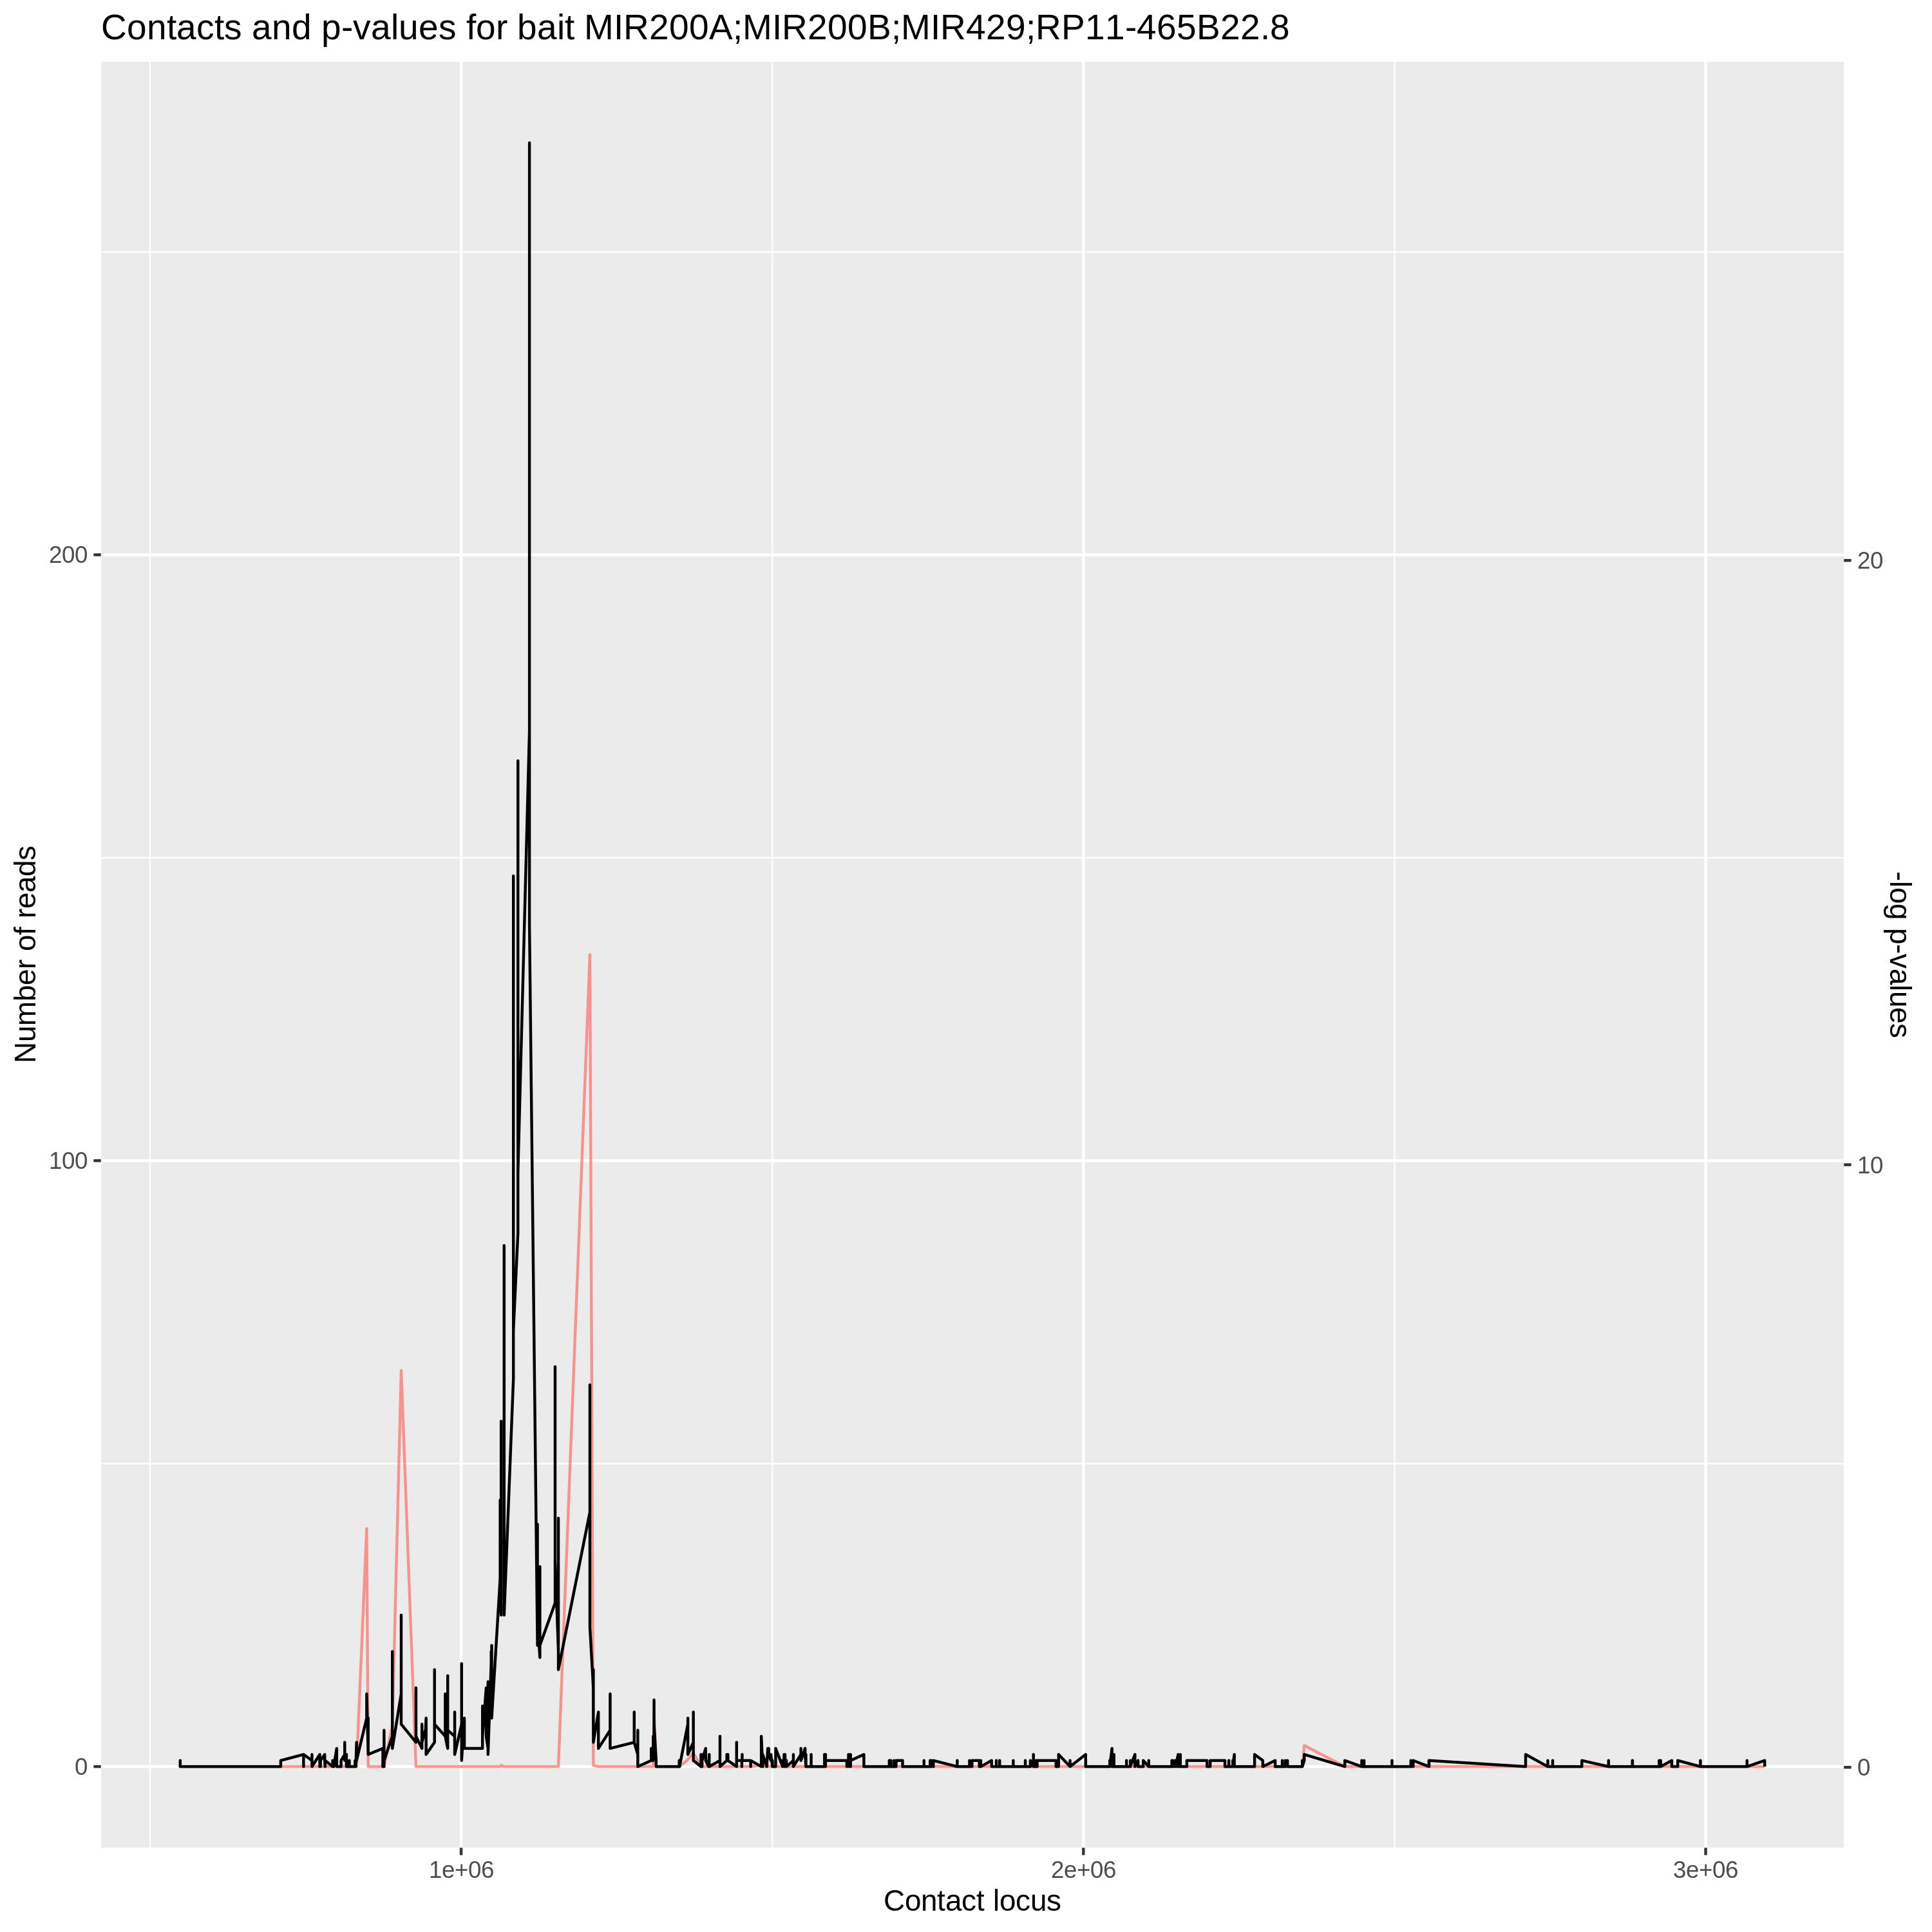 Contacts and p-values for bait MIR200A;MIR200B;MIR429;RP11-465B22.8
Number of reads
200
100
0
20
10
0
-log p-values
1e+06
2e+06
3e+06
Contact locus